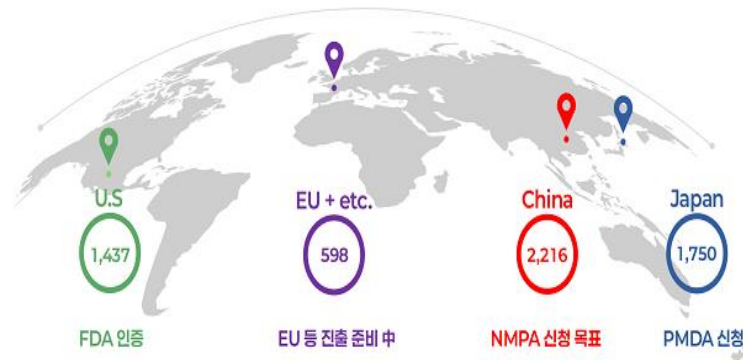 U.S
EU + etc.
China
Japan
1,437
598
2,216
1,750
FDA 인증
EU 등 진출 준비 中
NMPA 신청 목표
PMDA 신청